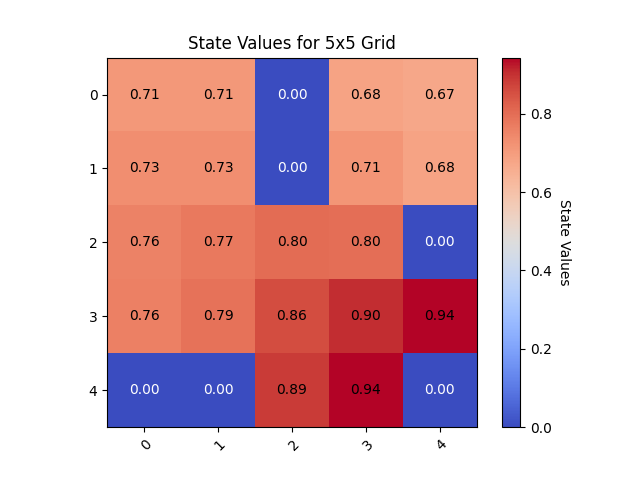 State Values for 5x5 Grid
0 0.71 0.71 0.00 0.68 0.67
1 0.73 0.73 0.00 0.71 0.68
2 0.76 0.77 0.80 0.80 0.00
3 0.76 0.79 0.86 0.90 0.94
4 0.00 0.00 0.89 0.94 0.00
0 1 2 3 4
0.8
0.6
0.4
0.2
0.0
State Values